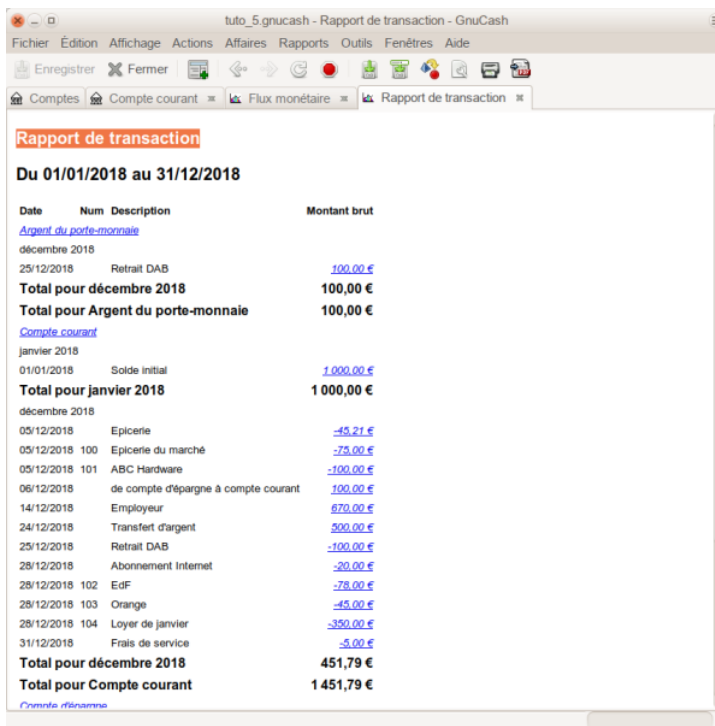 tuto_5.gnucash - Rapport de transaction - GnuCash
Fichier Édition Affichage Actions Affaires Rapports Outils Fenêtres Aide
Enregistrer Fermer
Comptes Compte courant Flux monétaire Rapport de transaction
Rapport de transaction
Du 01/01/2018 au 31/12/2018
Date Num Description Montant brut
Argent du porte-monnaie
décembre 2018
25/12/2018 Retrait DAB 100,00 €
Total pour décembre 2018 100,00 €
Total pour Argent du porte-monnaie 100,00 €
Compte courant
janvier 2018
01/01/2018 Solde initial 1 000,00 €
Total pour janvier 2018 1 000,00 €
décembre 2018
05/12/2018 Epicerie -45,21 €
05/12/2018 100 Epicerie du marché -75,00 €
05/12/2018 101 ABC Hardware -100,00 €
06/12/2018 de compte d'épargne à compte courant 100,00 €
14/12/2018 Employeur 670,00 €
24/12/2018 Transfert d'argent 500,00 €
25/12/2018 Retrait DAB -100,00 €
28/12/2018 Abonnement Internet -20,00 €
28/12/2018 102 EdF -78,00 €
28/12/2018 103 Orange -45,00 €
28/12/2018 104 Loyer de janvier -350,00 €
31/12/2018 Frais de service -5,00 €
Total pour décembre 2018 451,79 €
Total pour Compte courant 1 451,79 €
Compte d'épargne